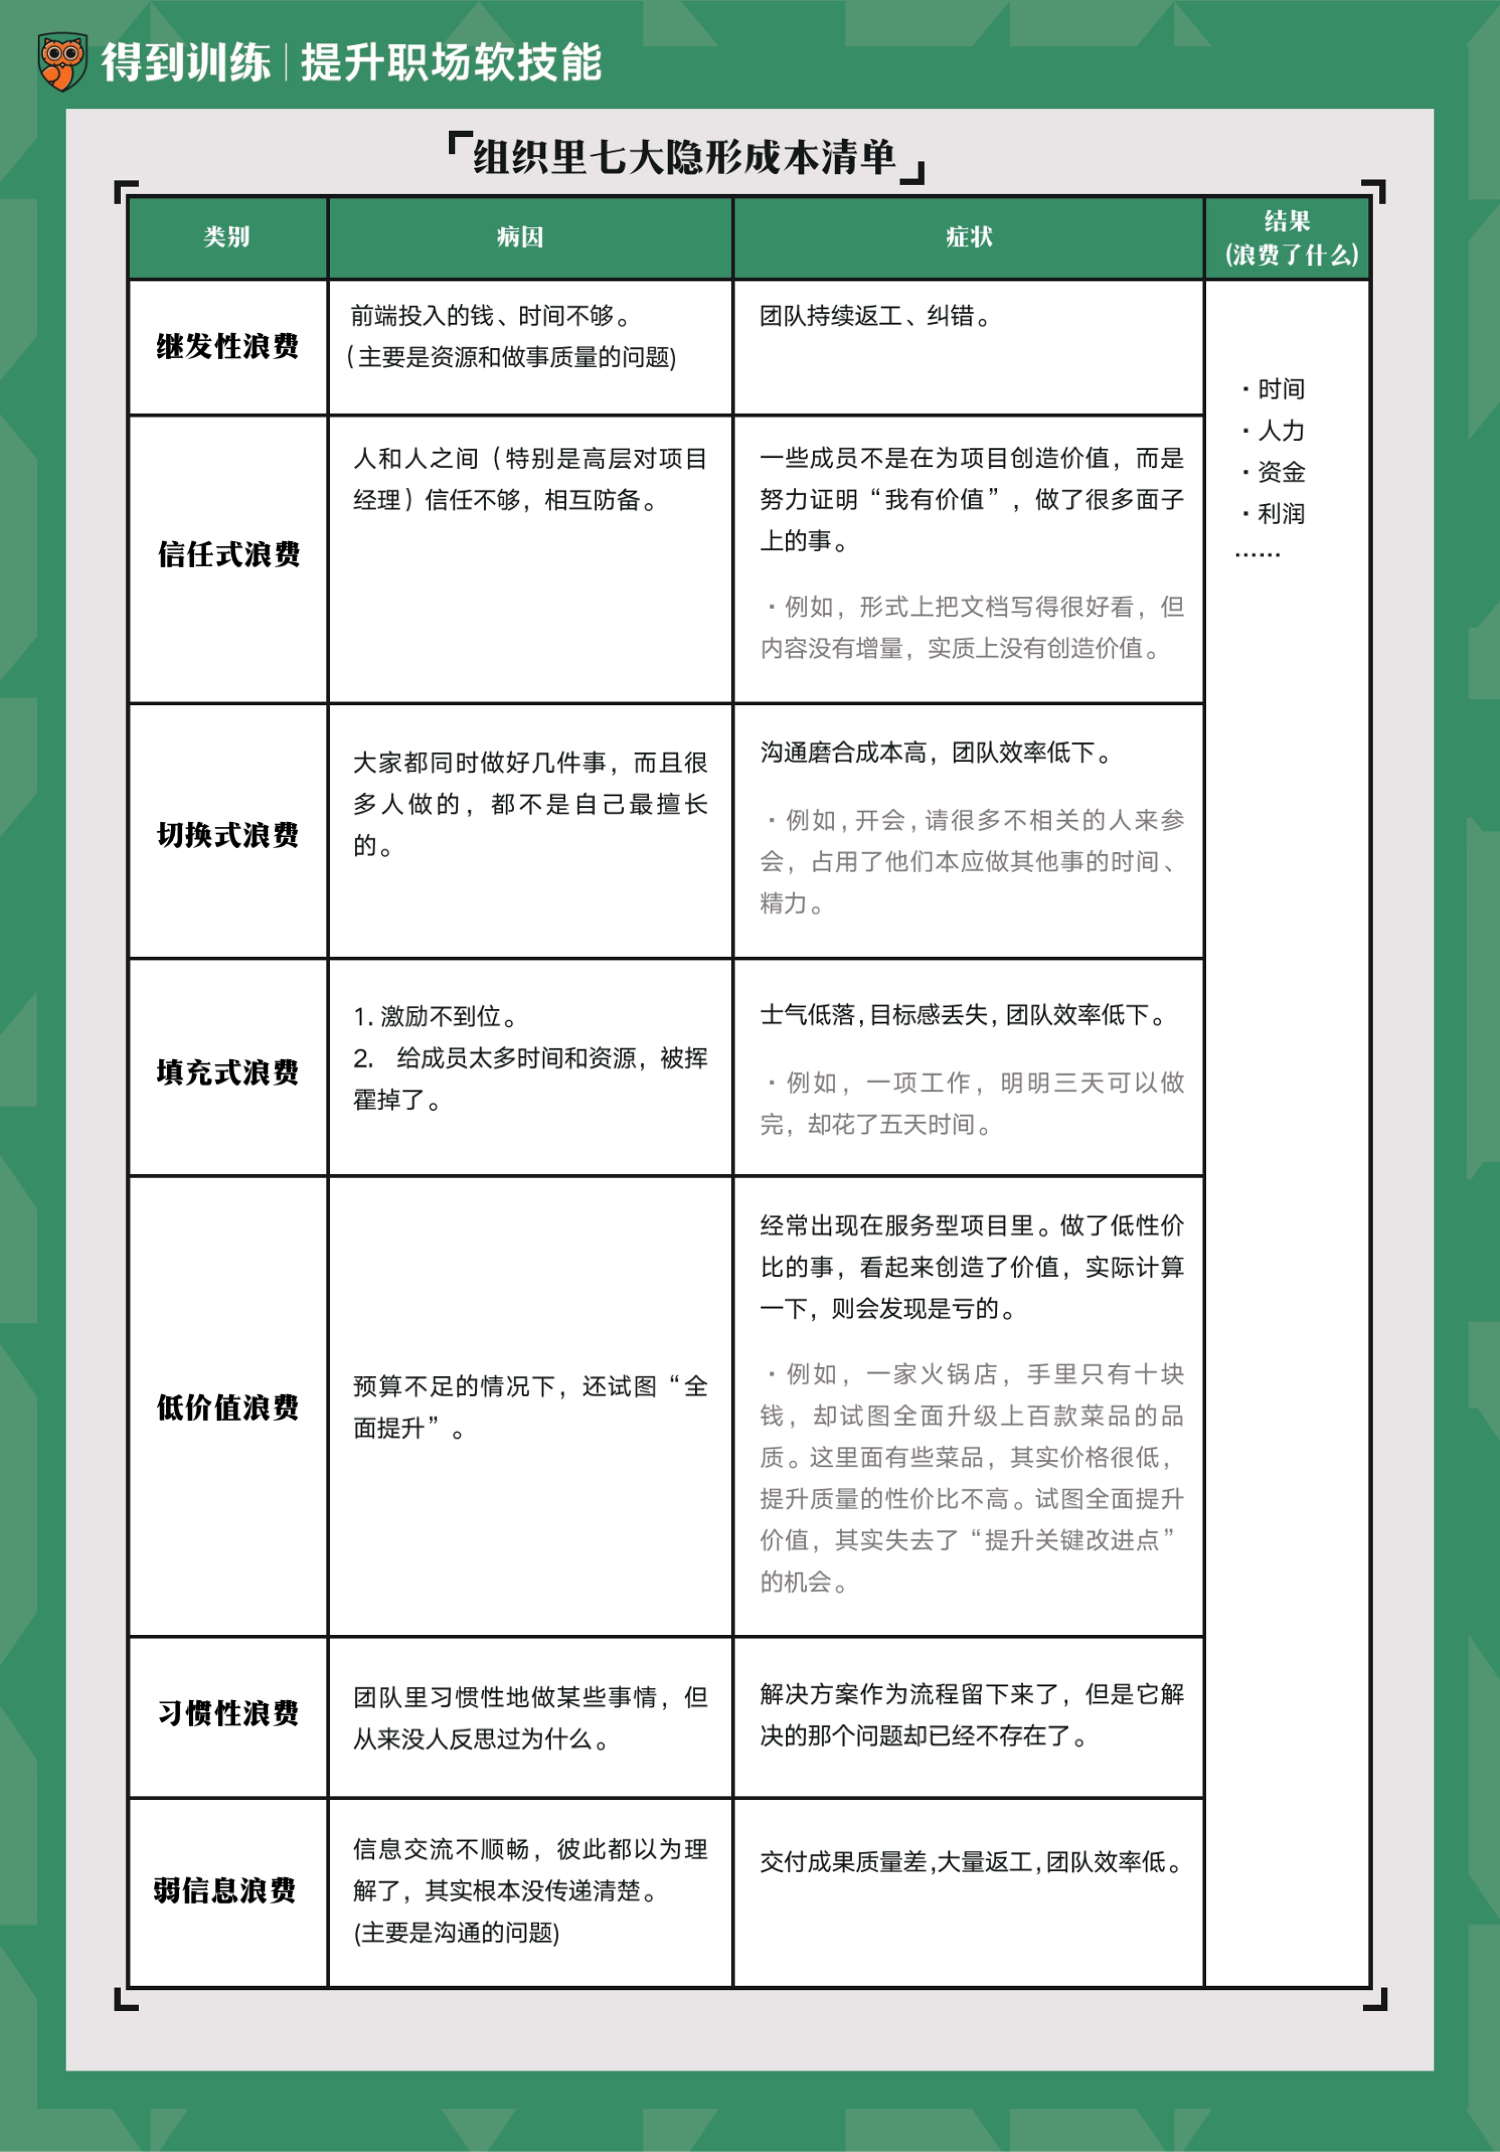 得到训练|提升职场软技能
「组织里七大隐形成本清单」
类别
病因
症状
结果
(浪费了什么)
继发性浪费
前端投入的钱、时间不够。
(主要是资源和做事质量的问题)
团队持续返工、纠错。
·时间
·人力
·资金
·利润
……
信任式浪费
人和人之间(特别是高层对项目
经理)信任不够，相互防备。
一些成员不是在为项目创造价值，而是
努力证明“我有价值”，做了很多面子
上的事。
·例如，形式上把文档写得很好看，但
内容没有增量，实质上没有创造价值。
切换式浪费
大家都同时做好几件事，而且很
多人做的，都不是自己最擅长
的。
沟通磨合成本高，团队效率低下。
·例如,开会,请很多不相关的人来参
会，占用了他们本应做其他事的时间、
精力。
填充式浪费
1. 激励不到位。
2. 给成员太多时间和资源，被挥
霍掉了。
士气低落,目标感丢失,团队效率低下。
·例如，一项工作，明明三天可以做
完，却花了五天时间。
低价值浪费
预算不足的情况下，还试图“全
面提升”。
经常出现在服务型项目里。做了低性价
比的事，看起来创造了价值，实际计算
一下，则会发现是亏的。
·例如，一家火锅店，手里只有十块
钱，却试图全面升级上百款菜品的品
质。这里面有些菜品，其实价格很低，
提升质量的性价比不高。试图全面提升
价值，其实失去了“提升关键改进点”
的机会。
习惯性浪费
团队里习惯性地做某些事情，但
从来没人反思过为什么。
解决方案作为流程留下来了，但是它解
决的那个问题却已经不存在了。
弱信息浪费
信息交流不顺畅，彼此都以为理
解了，其实根本没传递清楚。
(主要是沟通的问题)
交付成果质量差,大量返工,团队效率低。